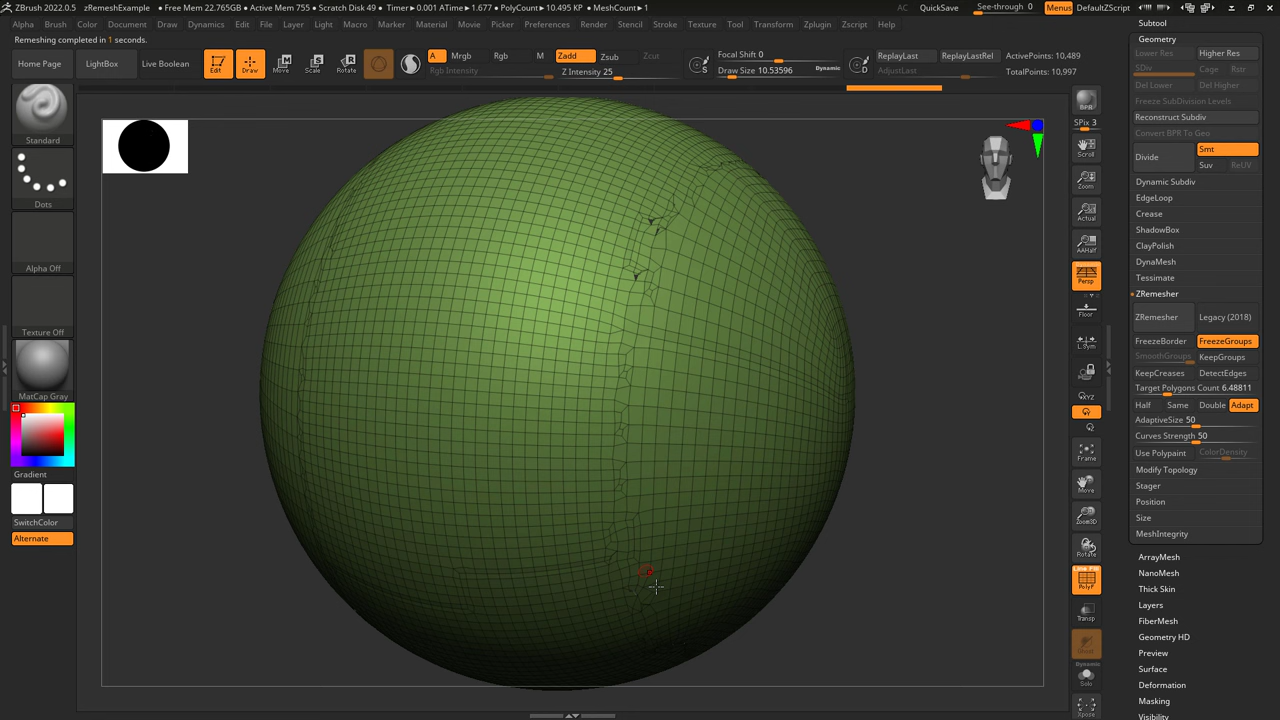 ZBrush 2022.0.5 zRemeshExample • Free Mem 22.765GB • Active Mem 755 • Scratch Disk 49 • Timer▶0.001 ATime▶1.677 • PolyCount▶10.495 KP • MeshCount▶1 AC QuickSave See-through 0 Menus DefaultZScript
Alpha Brush Color Document Draw Dynamics Edit File Layer Light Macro Marker Material Movie Picker Preferences Render Stencil Stroke Texture Tool Transform Zplugin Zscript Help
Remeshing completed in 1 seconds.
Home Page LightBox Live Boolean Edit Draw Move Scale Rotate
A Mrgb Rgb M Zadd Zsub Zcut
Rgb Intensity Z Intensity 25
Focal Shift 0
Draw Size 10.53596 Dynamic
S D
ReplayLast ReplayLastRel
AdjustLast
ActivePoints: 10,489
TotalPoints: 10,997
Standard
Dots
Alpha Off
Texture Off
MatCap Gray
Gradient
SwitchColor
Alternate
BPR
SPix 3
Scroll
Zoom
Actual
AAHalf
Persp
Floor
L.Sym
XYZ
Y
Z
Frame
Move
Zoom3D
Rotate
Line Fill
PolyF
Transp
Ghost
Dynamic
Solo
Xpose
Subtool
Geometry
Lower Res Higher Res
SDiv Cage Rstr
Del Lower Del Higher
Freeze SubDivision Levels
Reconstruct Subdiv
Convert BPR To Geo
Divide Smt
Suv ReUV
Dynamic Subdiv
EdgeLoop
Crease
ShadowBox
ClayPolish
DynaMesh
Tessimate
ZRemesher
ZRemesher Legacy (2018)
FreezeBorder FreezeGroups
SmoothGroups KeepGroups
KeepCreases DetectEdges
Target Polygons Count 6.48811
Half Same Double Adapt
AdaptiveSize 50
Curves Strength 50
Use Polypaint ColorDensity
Modify Topology
Stager
Position
Size
MeshIntegrity
ArrayMesh
NanoMesh
Thick Skin
Layers
FiberMesh
Geometry HD
Preview
Surface
Deformation
Masking
Visibility